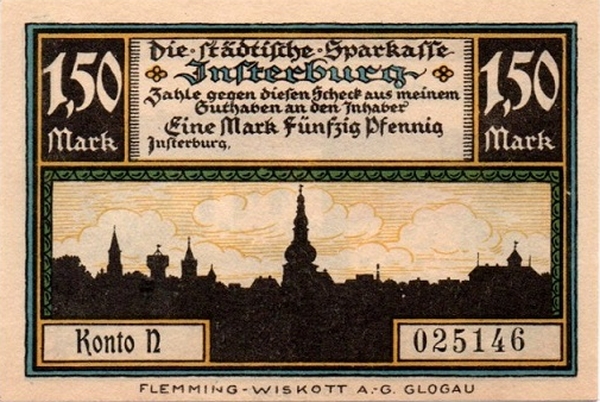 1,50 Mark
Die städtische Sparkasse
Insterburg
Zahle gegen diesen Scheck aus meinem
Guthaben an den Inhaber
Eine Mark Fünfzig Pfennig
Insterburg,
1,50 Mark
Konto N
025146
FLEMMING-WISKOTT A.-G. GLOGAU